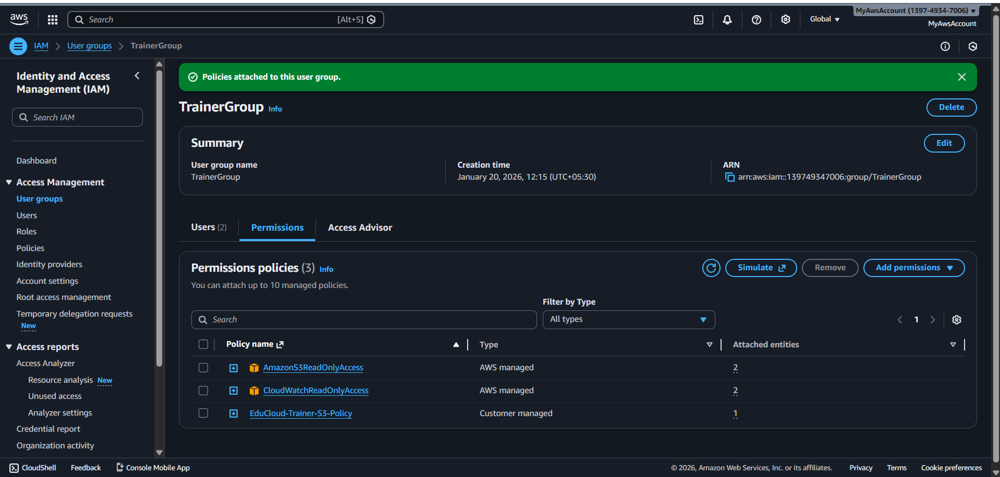 aws
Search
[Alt+S]
Global
MyAwsAccount (1397-4934-7006)
MyAwsAccount
IAM
User groups
TrainerGroup
Identity and Access
Management (IAM)
Search IAM
Dashboard
Access Management
User groups
Users
Roles
Policies
Identity providers
Account settings
Root access management
Temporary delegation requests
New
Access reports
Access Analyzer
Resource analysis New
Unused access
Analyzer settings
Credential report
Organization activity
Policies attached to this user group.
TrainerGroup Info
Delete
Summary
Edit
User group name
TrainerGroup
Creation time
January 20, 2026, 12:15 (UTC+05:30)
ARN
arn:aws:iam::139749347006:group/TrainerGroup
Users (2)
Permissions
Access Advisor
Permissions policies (3) Info
You can attach up to 10 managed policies.
Simulate
Remove
Add permissions
Filter by Type
Search
All types
1
Policy name
Type
Attached entities
AmazonS3ReadOnlyAccess
AWS managed
2
CloudWatchReadOnlyAccess
AWS managed
2
EduCloud-Trainer-S3-Policy
Customer managed
1
CloudShell
Feedback
Console Mobile App
© 2026, Amazon Web Services, Inc. or its affiliates.
Privacy
Terms
Cookie preferences